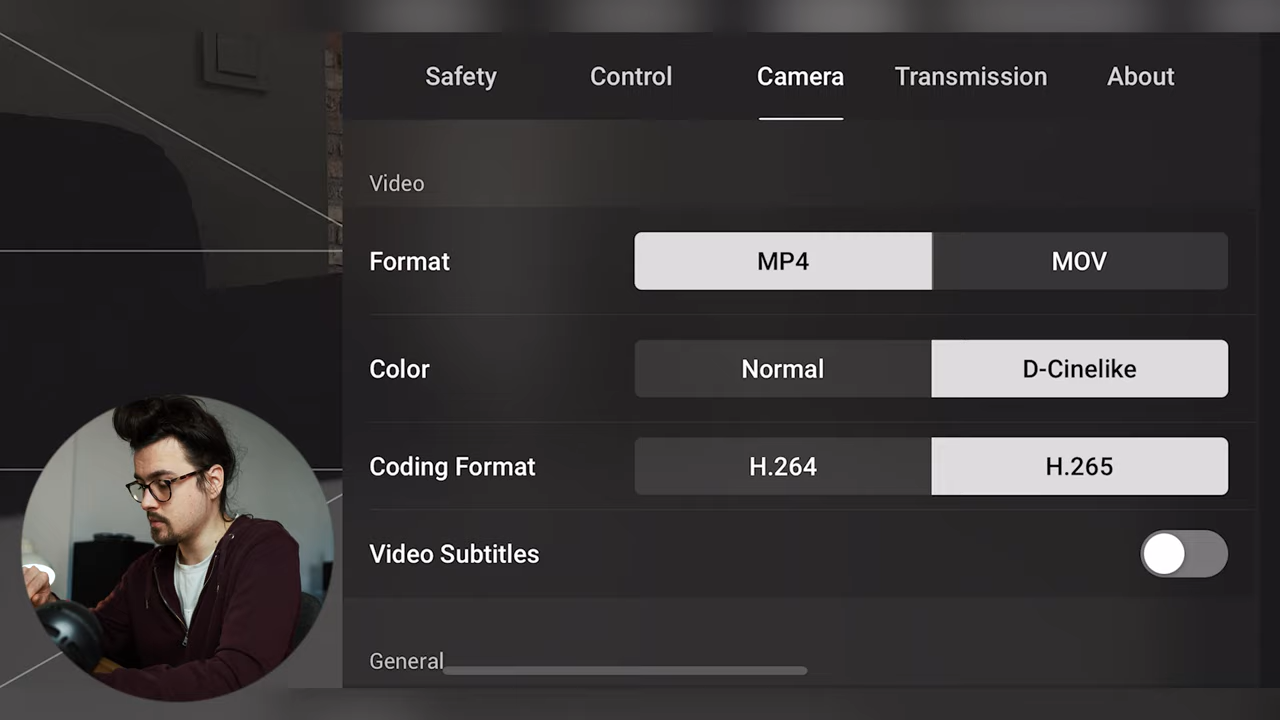 Safety Control Camera Transmission About
Video
Format MP4 MOV
Color Normal D-Cinelike
Coding Format H.264 H.265
Video Subtitles
General